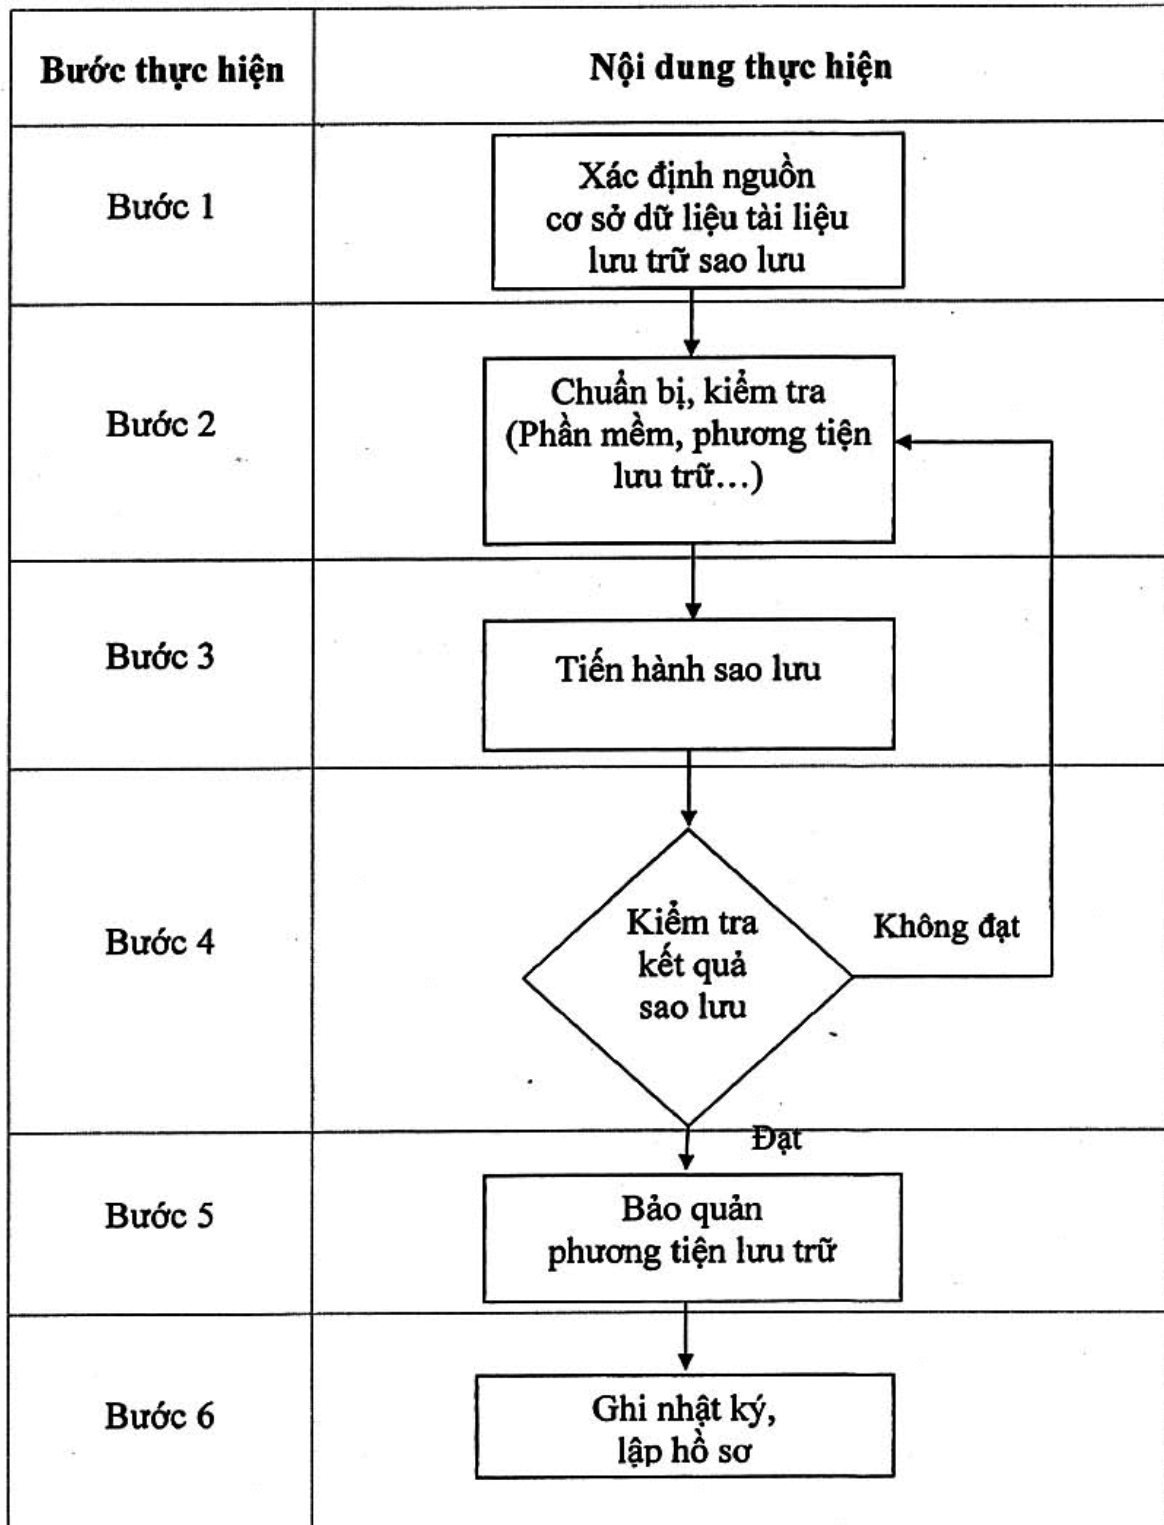 Bước thực hiện
Nội dung thực hiện
Bước 1
Xác định nguồn
cơ sở dữ liệu tài liệu
lưu trữ sao lưu
Bước 2
Chuẩn bị, kiểm tra
(Phần mềm, phương tiện
lưu trữ...)
Bước 3
Tiến hành sao lưu
Bước 4
Kiểm tra
kết quả
sao lưu
Không đạt
Đạt
Bước 5
Bảo quản
phương tiện lưu trữ
Bước 6
Ghi nhật ký,
lập hồ sơ